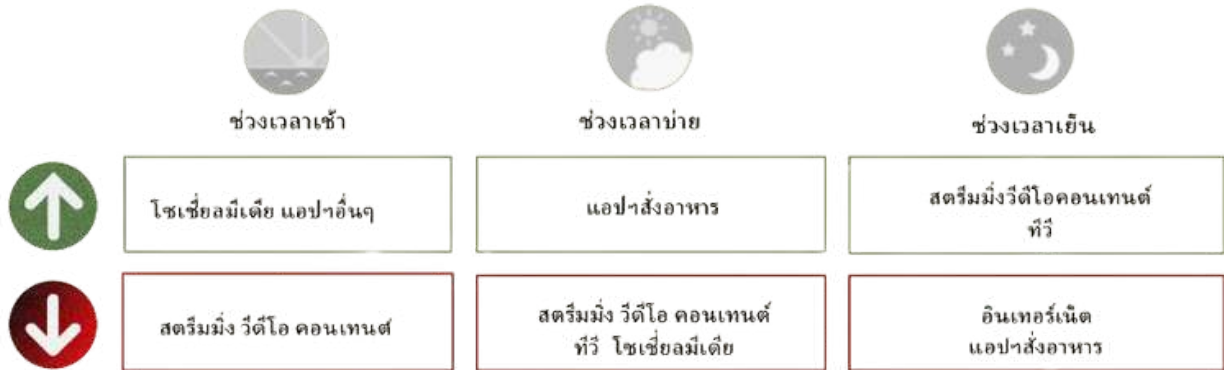 ช่วงเวลาเช้า
ช่วงเวลาบ่าย
ช่วงเวลาเย็น
โซเชี่ยลมีเดีย แอปฯอื่นๆ
แอปฯสั่งอาหาร
สตรีมมิ่งวีดีโอคอนเทนต์
ทีวี
สตรีมมิ่ง วีดีโอ คอนเทนต์
สตรีมมิ่ง วีดีโอ คอนเทนต์
ทีวี โซเชี่ยลมีเดีย
อินเทอร์เน็ต
แอปฯสั่งอาหาร